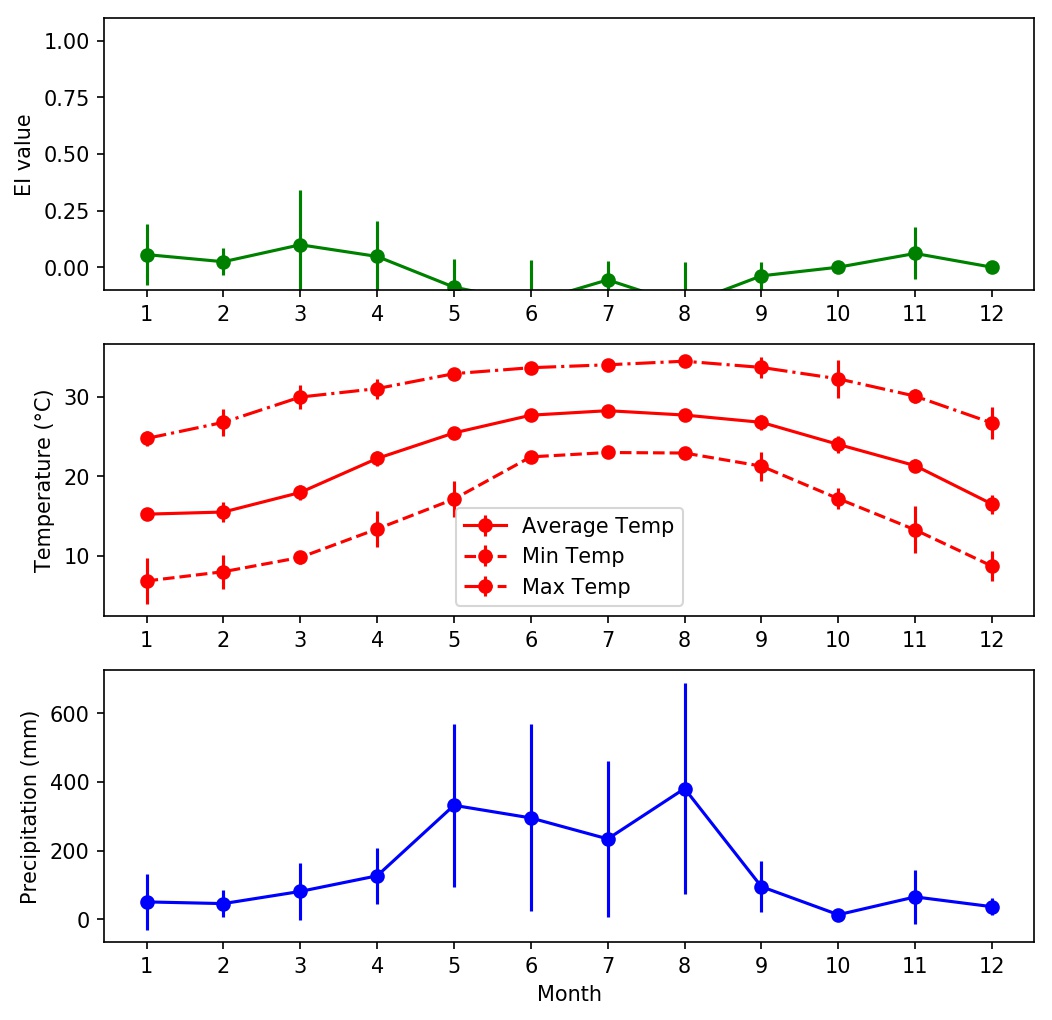 1.00
0.75
0.50
0.25
0.00
EI value
1 2 3 4 5 6 7 8 9 10 11 12
30
20
10
Temperature (°C)
Average Temp
Min Temp
Max Temp
1 2 3 4 5 6 7 8 9 10 11 12
600
400
200
0
Precipitation (mm)
1 2 3 4 5 6 7 8 9 10 11 12
Month